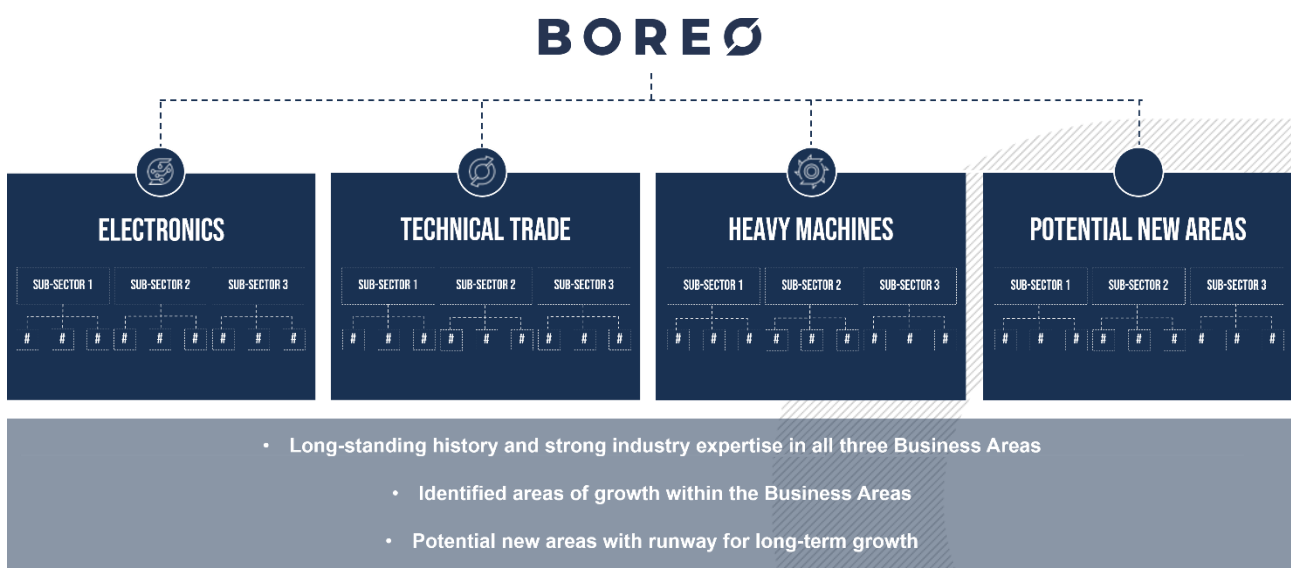 BOREO
ELECTRONICS
SUB-SECTOR 1 SUB-SECTOR 2 SUB-SECTOR 3
# # # # # # # # #
TECHNICAL TRADE
SUB-SECTOR 1 SUB-SECTOR 2 SUB-SECTOR 3
# # # # # # # # #
HEAVY MACHINES
SUB-SECTOR 1 SUB-SECTOR 2 SUB-SECTOR 3
# # # # # # # # #
POTENTIAL NEW AREAS
SUB-SECTOR 1 SUB-SECTOR 2 SUB-SECTOR 3
# # # # # # # # #
• Long-standing history and strong industry expertise in all three Business Areas
• Identified areas of growth within the Business Areas
• Potential new areas with runway for long-term growth